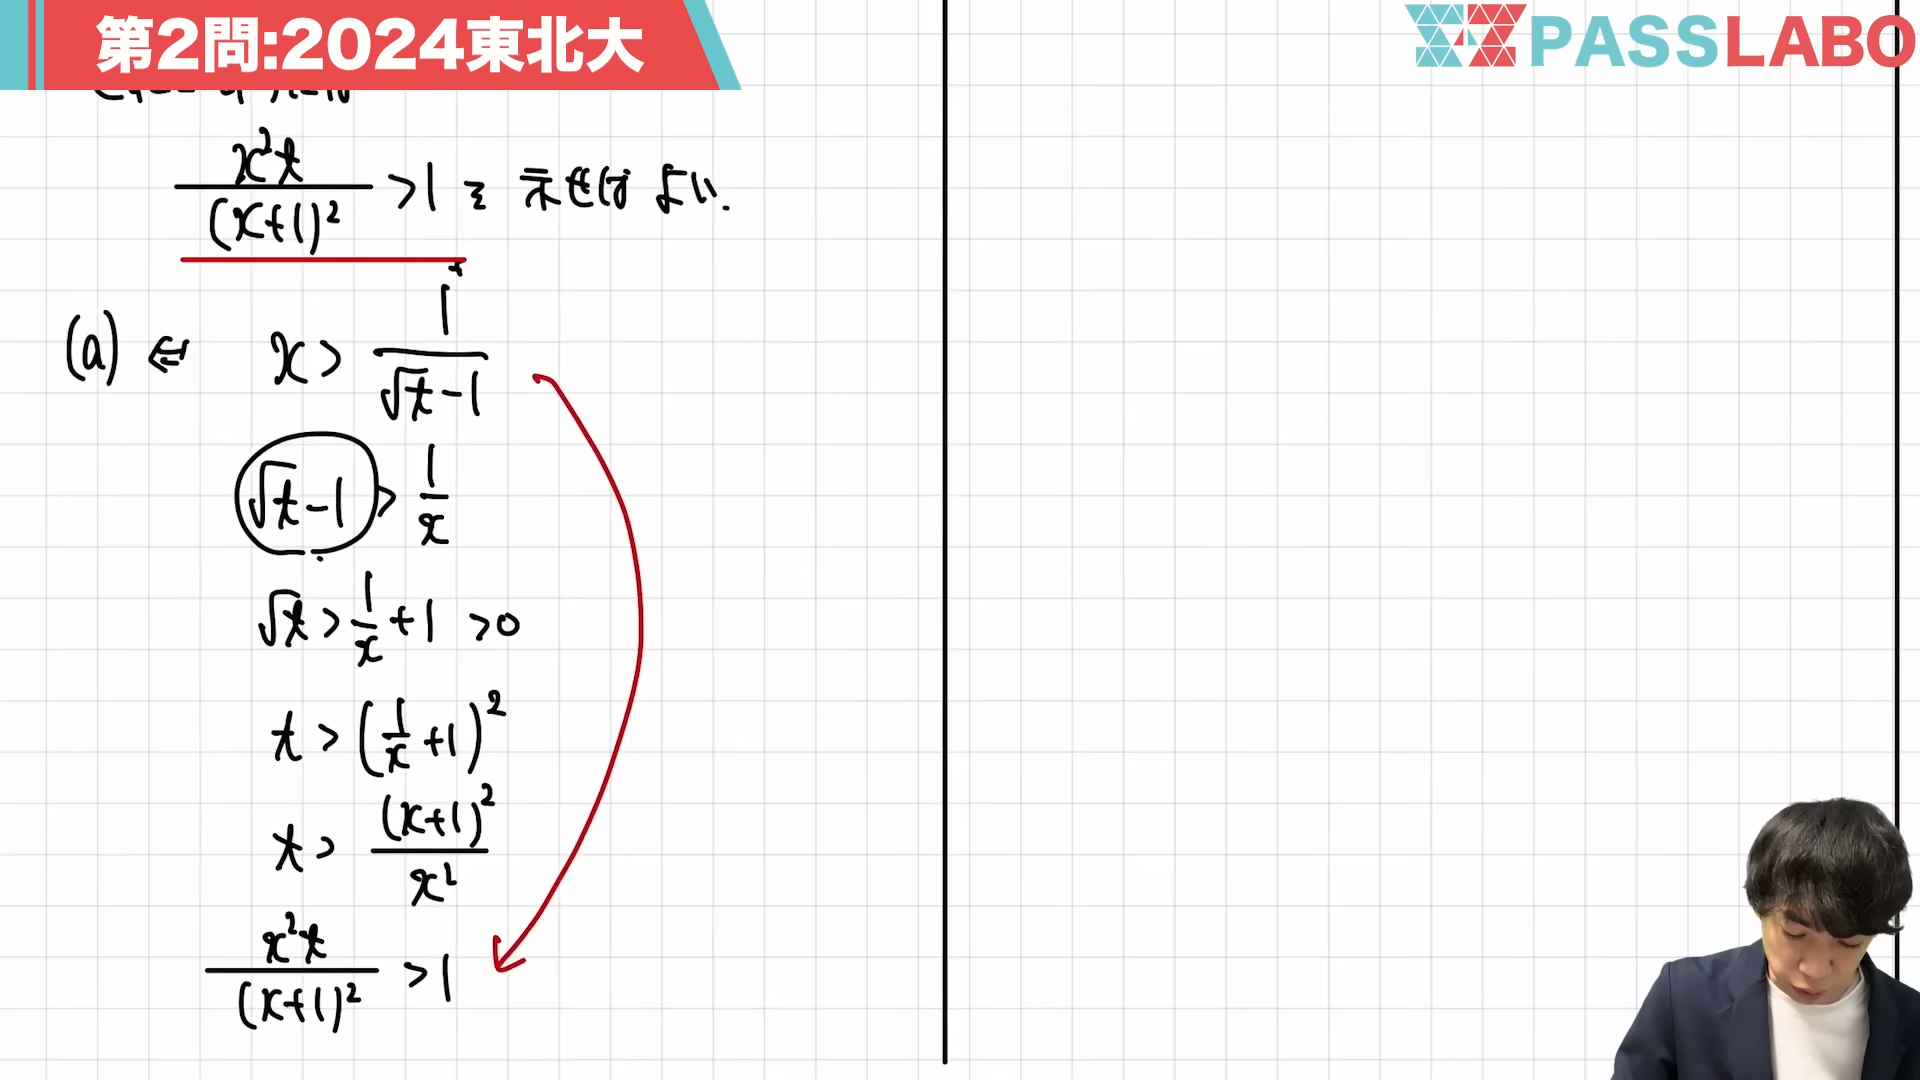 第2問:2024東北大
PASSLABO
x²t/(x+1)² >1 を 示せばよい.
(a) ⇔ x > 1/(√t-1)
√t-1 > 1/x
√t > 1/x +1 >0
t > (1/x +1)²
t > (x+1)²/x²
x²t/(x+1)² >1